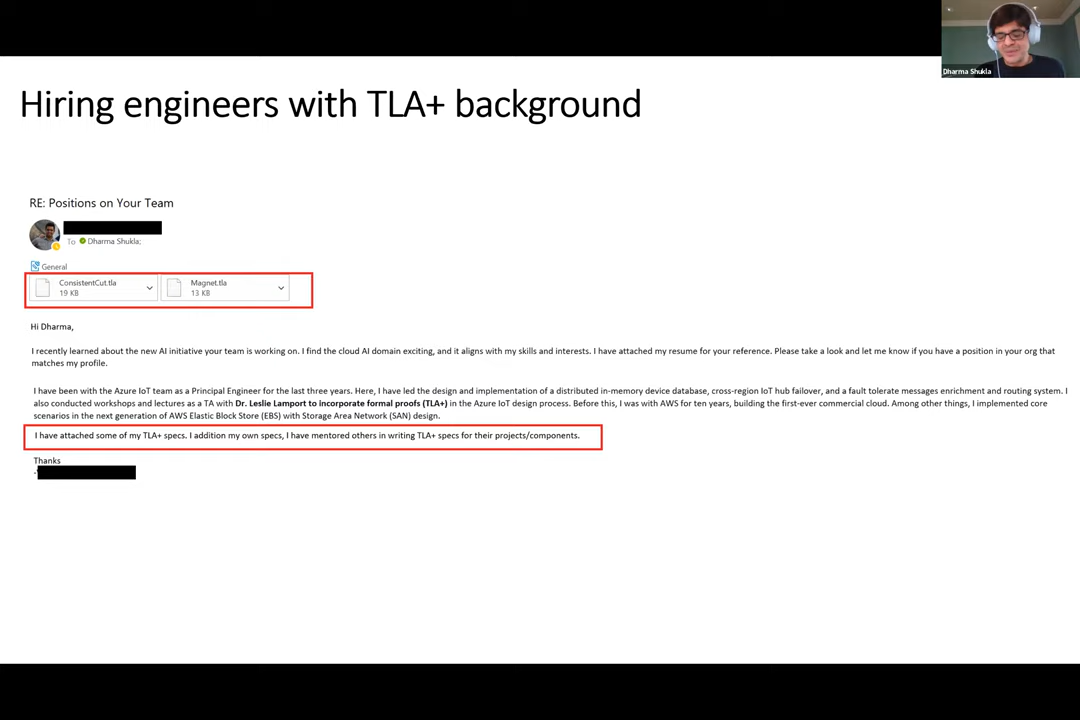 Dharma Shukla
Hiring engineers with TLA+ background
RE: Positions on Your Team
To Dharma Shukla;
General
ConsistentCut.tla
19 KB
Magnet.tla
13 KB
Hi Dharma,
I recently learned about the new AI initiative your team is working on. I find the cloud AI domain exciting, and it aligns with my skills and interests. I have attached my resume for your reference. Please take a look and let me know if you have a position in your org that
matches my profile.
I have been with the Azure IoT team as a Principal Engineer for the last three years. Here, I have led the design and implementation of a distributed in-memory device database, cross-region IoT hub failover, and a fault tolerate messages enrichment and routing system. I
also conducted workshops and lectures as a TA with Dr. Leslie Lamport to incorporate formal proofs (TLA+) in the Azure IoT design process. Before this, I was with AWS for ten years, building the first-ever commercial cloud. Among other things, I implemented core
scenarios in the next generation of AWS Elastic Block Store (EBS) with Storage Area Network (SAN) design.
I have attached some of my TLA+ specs. I addition my own specs, I have mentored others in writing TLA+ specs for their projects/components.
Thanks
-